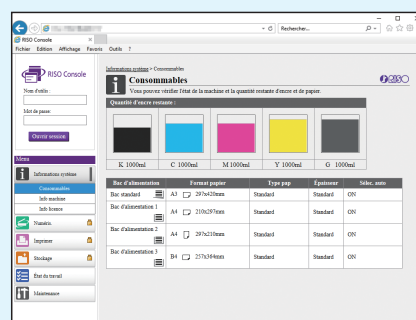 RISO Console
Fichier Edition Affichage Favoris Outils ?
Rechercher...
RISO Console
Nom d'utilis :
Mot de passe:
Ouvrir session
Menu
Informations système
Consommables
Info machine
Info licence
Numéris.
Imprimer
Stockage
État du travail
Maintenance
Informations système > Consommables
Consommables
Vous pouvez vérifier l'état de la machine et la quantité restante d'encre et de papier.
RISO
Quantité d'encre restante :
K 1000ml C 1000ml M 1000ml Y 1000ml G 1000ml
Bac d'alimentation Format papier Type pap Épaisseur Sélec. auto
Bac standard A3 297x420mm Standard Standard ON
Bac d'alimentation 1 A4 210x297mm Standard Standard ON
Bac d'alimentation 2 A4 297x210mm Standard Standard ON
Bac d'alimentation 3 B4 257x364mm Standard Standard ON